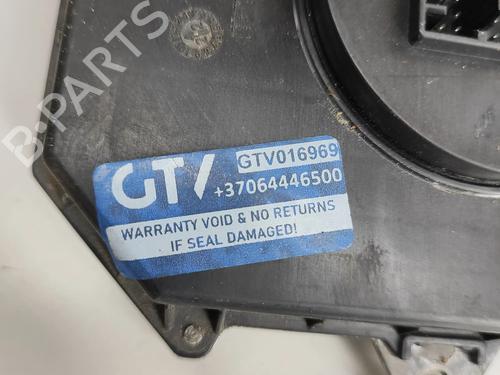 B-PARTS
GTV
GTV016969
+37064446500
WARRANTY VOID & NO RETURNS
IF SEAL DAMAGED!